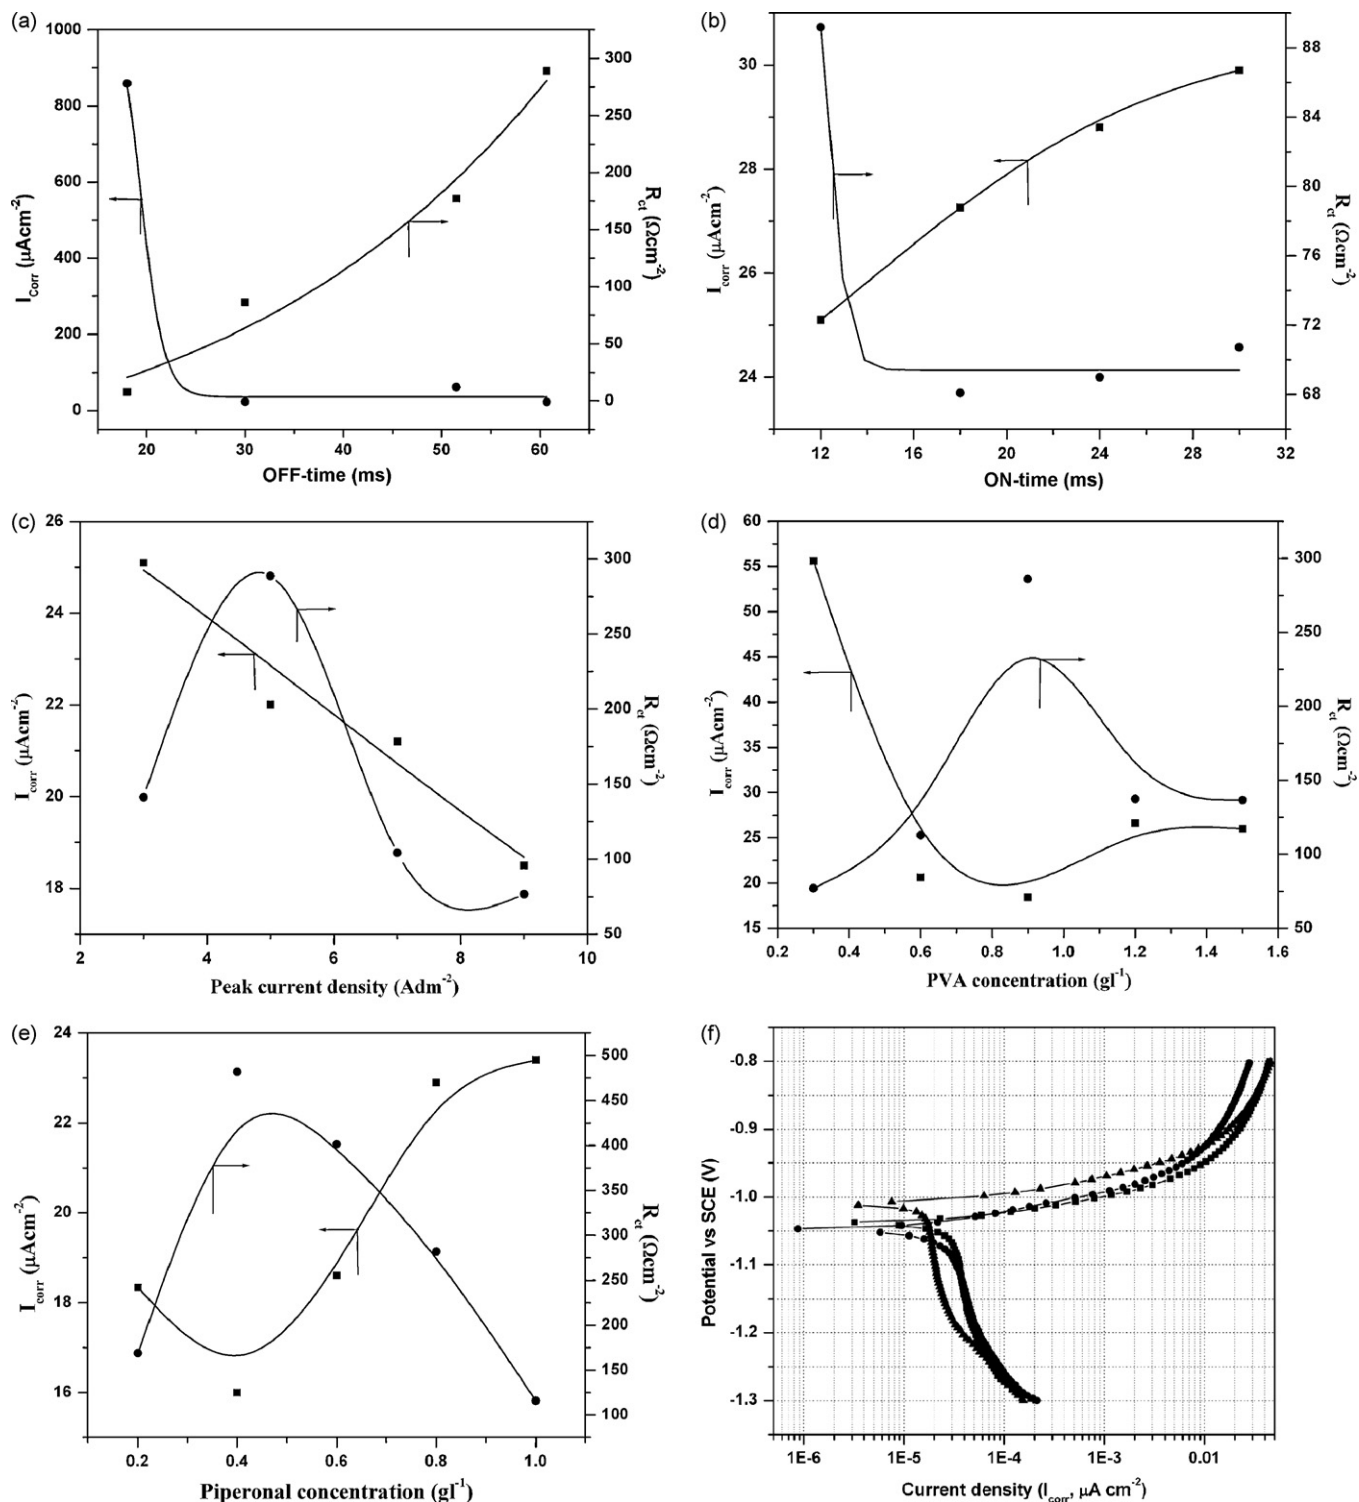 (a)
1000
800
600
400
200
0
I_Corr (μAcm⁻²)
300
250
200
150
100
50
0
R_ct (Ωcm⁻²)
20 30 40 50 60
OFF-time (ms)
(b)
30
28
26
24
I_corr (μAcm⁻²)
88
84
80
76
72
68
R_ct (Ωcm⁻²)
12 16 20 24 28 32
ON-time (ms)
(c)
26
24
22
20
18
I_corr (μAcm⁻²)
300
250
200
150
100
50
R_ct (Ωcm⁻²)
2 4 6 8 10
Peak current density (Adm⁻²)
(d)
60
55
50
45
40
35
30
25
20
15
I_corr (μAcm⁻²)
300
250
200
150
100
50
R_ct (Ωcm⁻²)
0.2 0.4 0.6 0.8 1.0 1.2 1.4 1.6
PVA concentration (gl⁻¹)
(e)
24
22
20
18
16
I_corr (μAcm⁻²)
500
450
400
350
300
250
200
150
100
R_ct (Ωcm⁻²)
0.2 0.4 0.6 0.8 1.0
Piperonal concentration (gl⁻¹)
(f)
-0.8
-0.9
-1.0
-1.1
-1.2
-1.3
Potential vs SCE (V)
1E-6 1E-5 1E-4 1E-3 0.01
Current density (I_corr, μA cm⁻²)